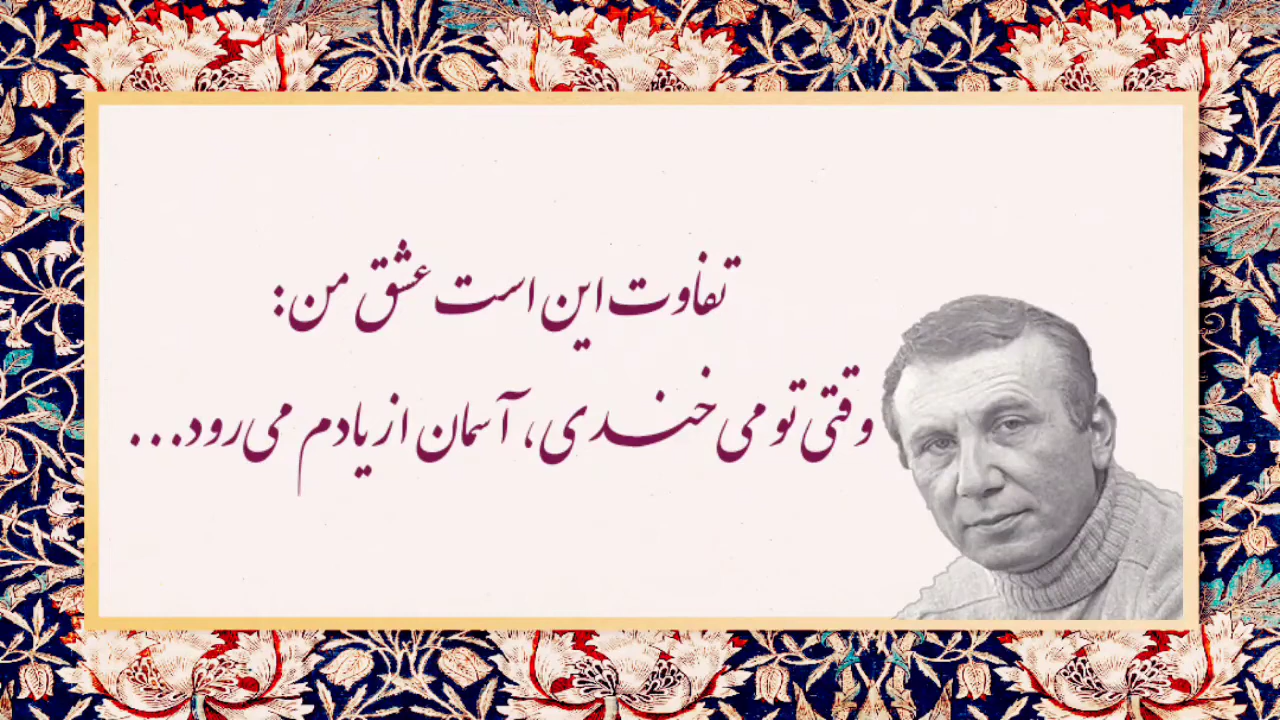 تفاوت این است عشق من:
وقتی تو می خندی، آسمان از یادم می‌رود...